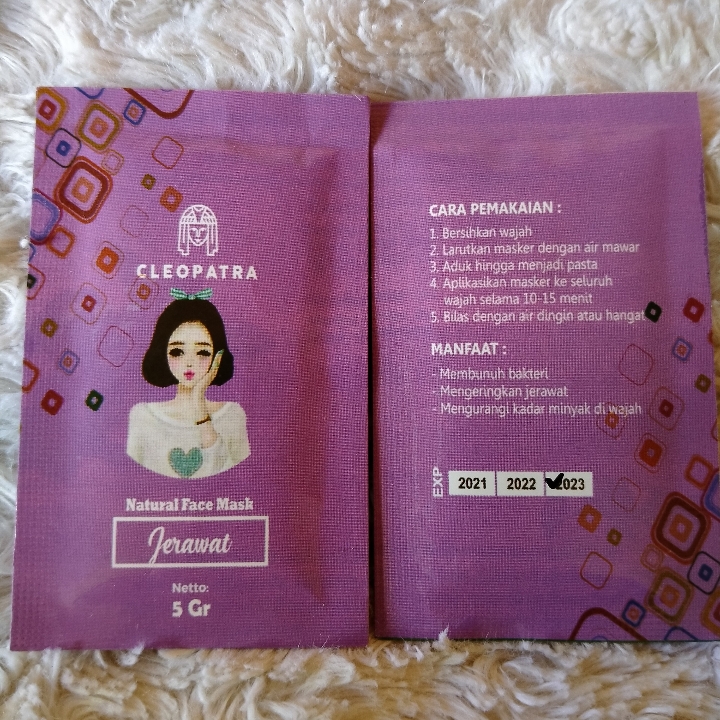 CLEOPATRA
Natural Face Mask
Jerawat
Netto:
5 Gr
CARA PEMAKAIAN :
1. Bersihkan wajah
2. Larutkan masker dengan air mawar
3. Aduk hingga menjadi pasta
4. Aplikasikan masker ke seluruh
wajah selama 10-15 menit
5. Bilas dengan air dingin atau hangat
MANFAAT :
- Membunuh bakteri
- Mengeringkan jerawat
- Mengurangi kadar minyak di wajah
EXP 2021 2022 2023